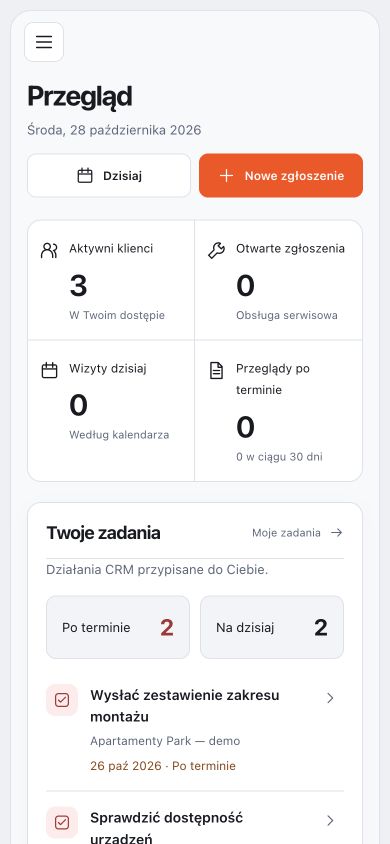 Przegląd
Środa, 28 października 2026
Dzisiaj
Nowe zgłoszenie
Aktywni klienci
3
W Twoim dostępie
Otwarte zgłoszenia
0
Obsługa serwisowa
Wizyty dzisiaj
0
Według kalendarza
Przeglądy po
terminie
0
0 w ciągu 30 dni
Twoje zadania
Moje zadania
Działania CRM przypisane do Ciebie.
Po terminie 2
Na dzisiaj 2
Wysłać zestawienie zakresu
montażu
Apartamenty Park — demo
26 paź 2026 · Po terminie
Sprawdzić dostępność
urządzeń